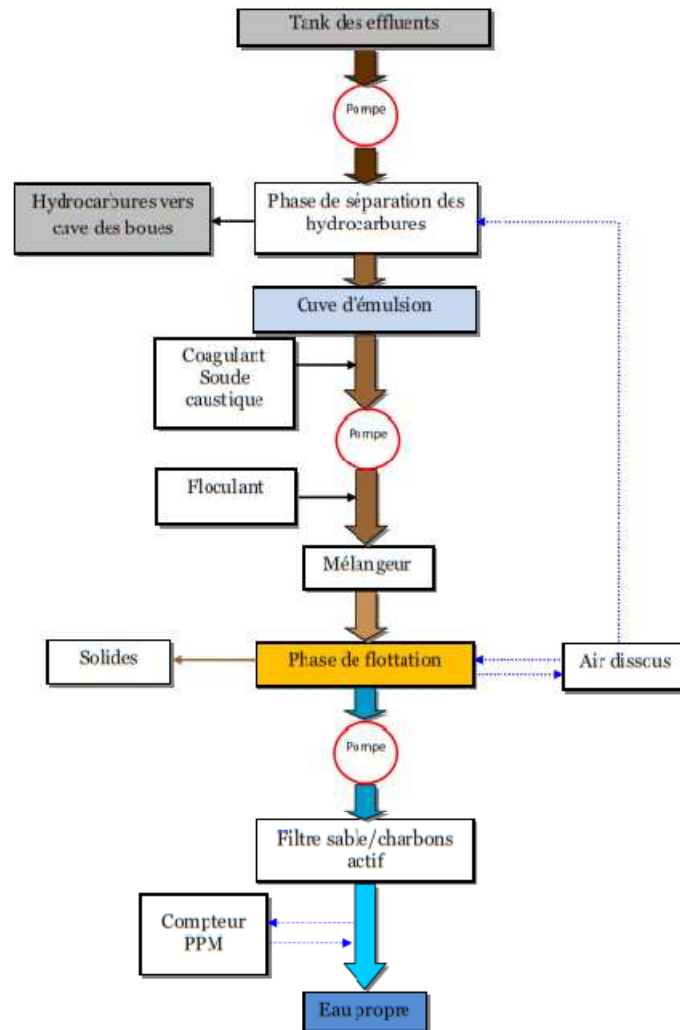 Tank des effluents
Pompe
Hydrocarbures vers
cave des boues
Phase de séparation des
hydrocarbures
Cuve d'émulsion
Coagulant
Soude
caustique
Pompe
Floculant
Mélangeur
Solides
Phase de flottation
Air disscus
Pompe
Filtre sable/charbons
actif
Compteur
PPM
Eau propre